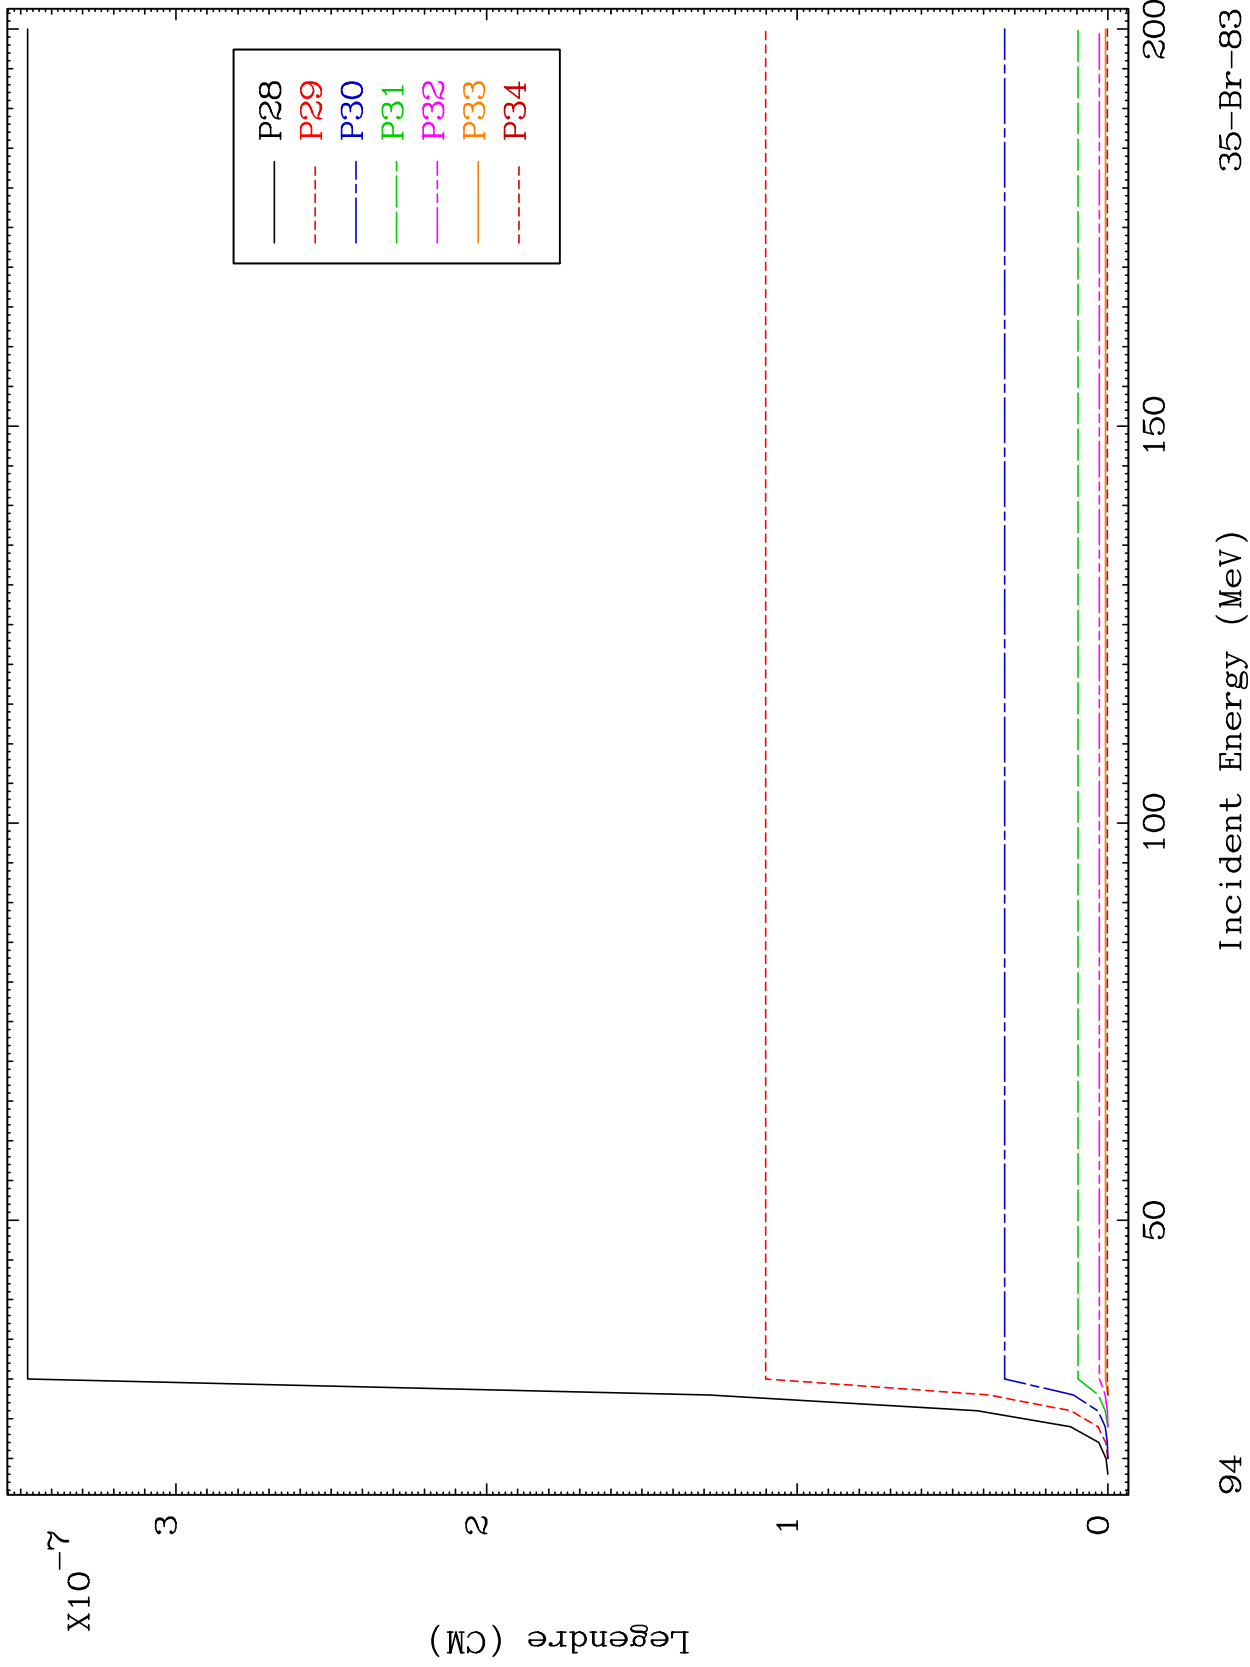 X10-7
3
2
1
0
Legendre (CM)
P28
P29
P30
P31
P32
P33
P34
50
100
150
200
Incident Energy (MeV)
94
35-Br-83